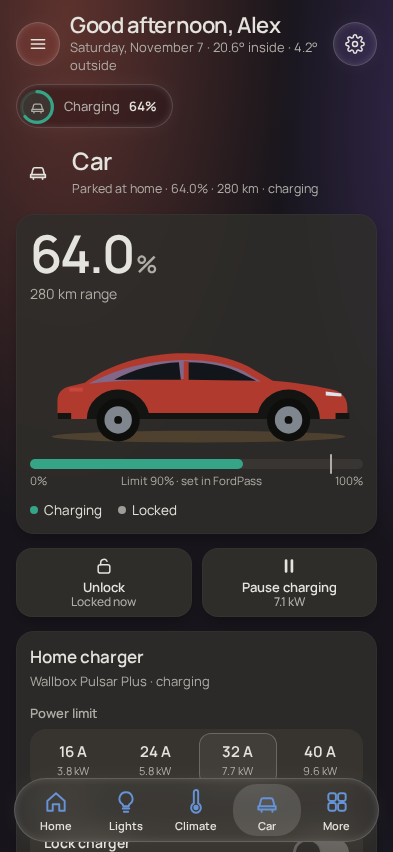 Good afternoon, Alex
Saturday, November 7 · 20.6° inside · 4.2°
outside
Charging 64%
Car
Parked at home · 64.0% · 280 km · charging
64.0%
280 km range
0% Limit 90% · set in FordPass 100%
Charging Locked
Unlock
Locked now
Pause charging
7.1 kW
Home charger
Wallbox Pulsar Plus · charging
Power limit
16 A 24 A 32 A 40 A
3.8 kW 5.8 kW 7.7 kW 9.6 kW
Home Lights Climate Car More
Lock charger